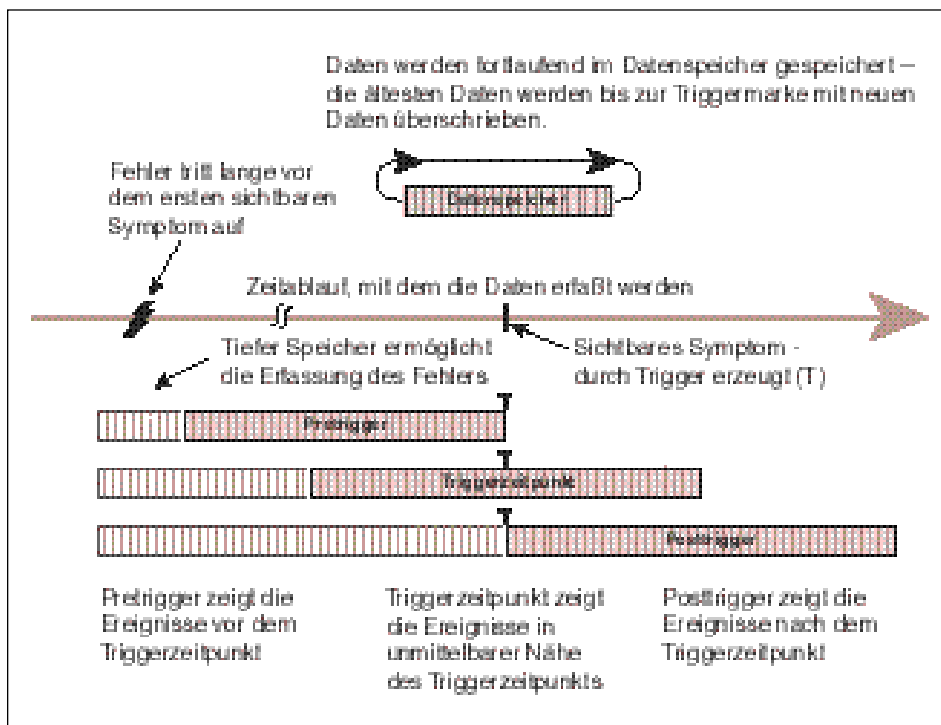 Daten werden fortlaufend im Datenspeicher gespeichert –
die ältesten Daten werden bis zur Triggermarke mit neuen
Daten überschrieben.
Fehler tritt lange vor
dem ersten sichtbaren
Symptom auf
Datenspeicher
Zeitablauf, mit dem die Daten erfaßt werden
Tiefer Speicher ermöglicht
die Erfassung des Fehlers
Sichtbares Symptom -
durch Trigger erzeugt (T)
Pretrigger
Triggerzeitpunkt
Posttrigger
Pretrigger zeigt die
Ereignisse vor dem
Triggerzeitpunkt
Triggerzeitpunkt zeigt
die Ereignisse in
unmittelbarer Nähe
des Triggerzeitpunkts
Posttrigger zeigt die
Ereignisse nach dem
Triggerzeitpunkt